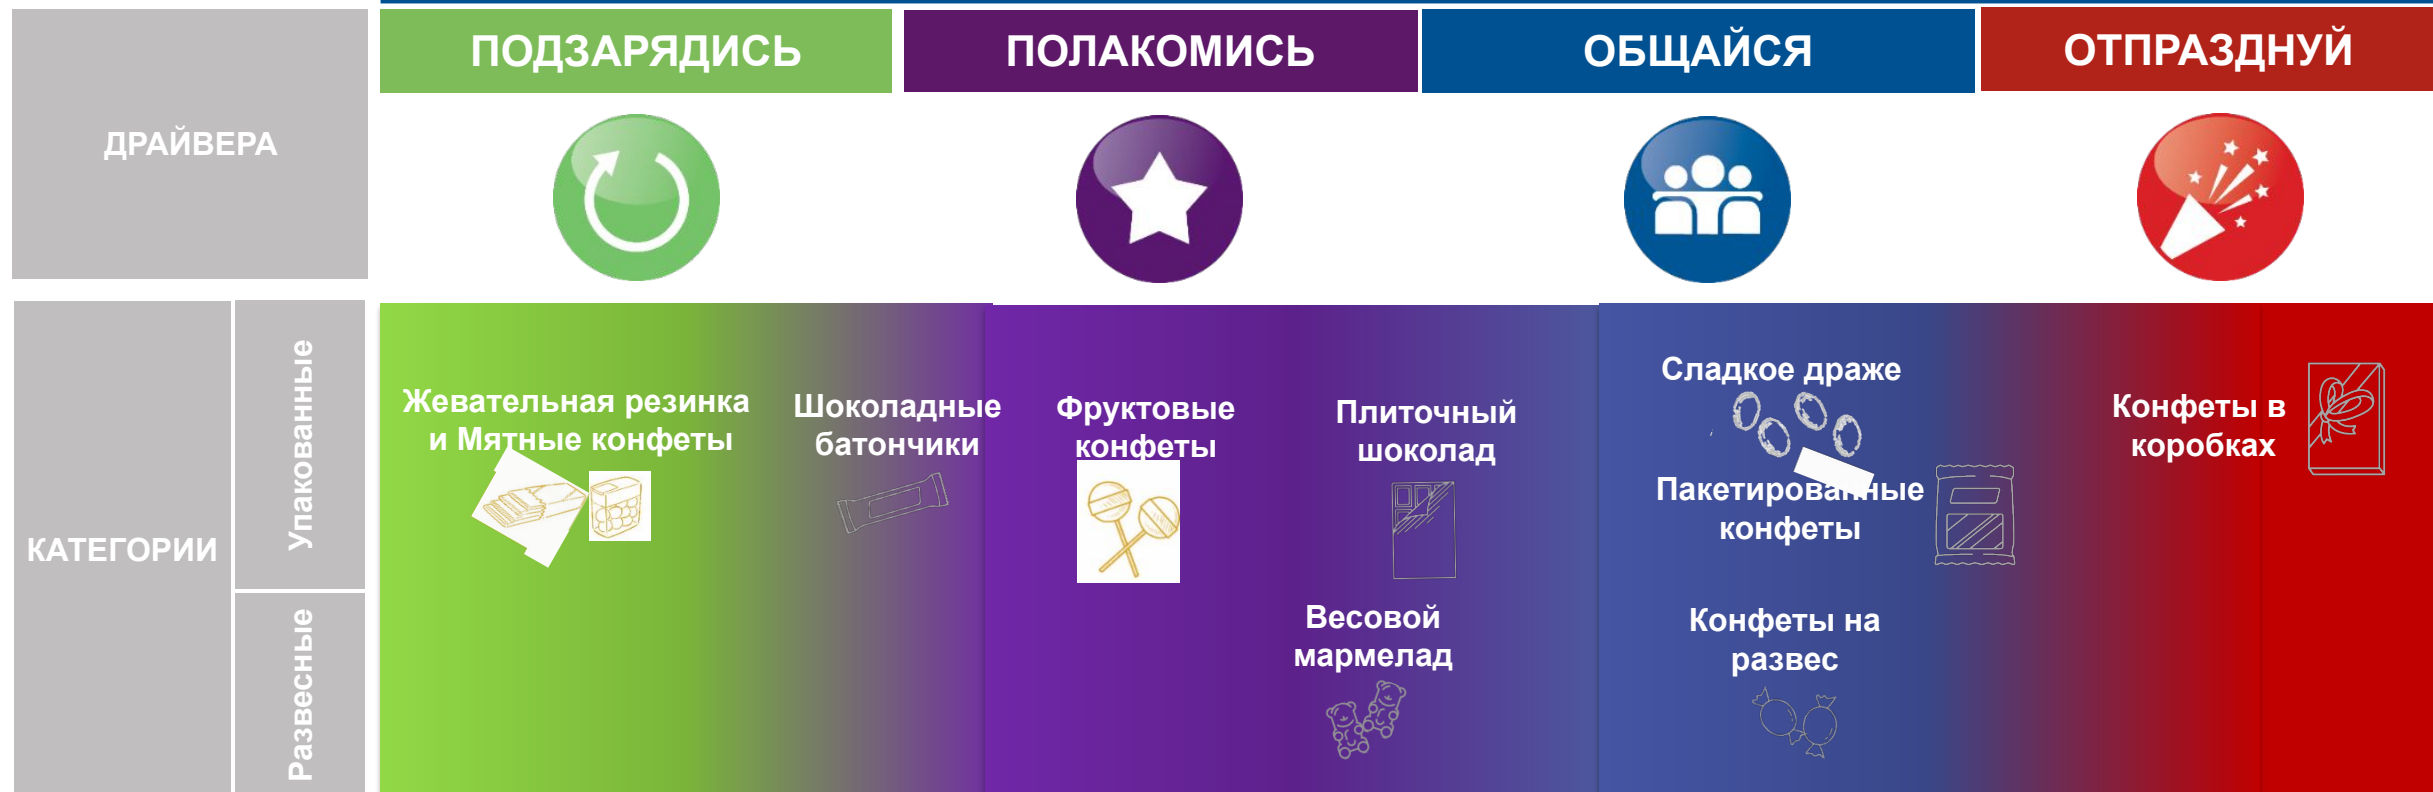 ПОДЗАРЯДИСЬ
ПОЛАКОМИСЬ
ОБЩАЙСЯ
ОТПРАЗДНУЙ
ДРАЙВЕРА
КАТЕГОРИИ
Упакованные
Жевательная резинка
и Мятные конфеты
Шоколадные
батончики
Фруктовые
конфеты
Плиточный
шоколад
Сладкое драже
Пакетированные
конфеты
Конфеты в
коробках
Развесные
Весовой
мармелад
Конфеты на
развес